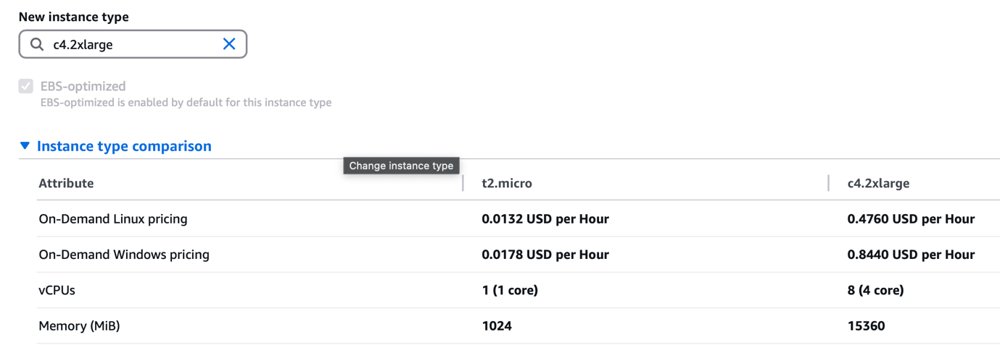 New instance type
c4.2xlarge
EBS-optimized
EBS-optimized is enabled by default for this instance type
Instance type comparison
Change instance type
Attribute t2.micro c4.2xlarge
On-Demand Linux pricing 0.0132 USD per Hour 0.4760 USD per Hour
On-Demand Windows pricing 0.0178 USD per Hour 0.8440 USD per Hour
vCPUs 1 (1 core) 8 (4 core)
Memory (MiB) 1024 15360